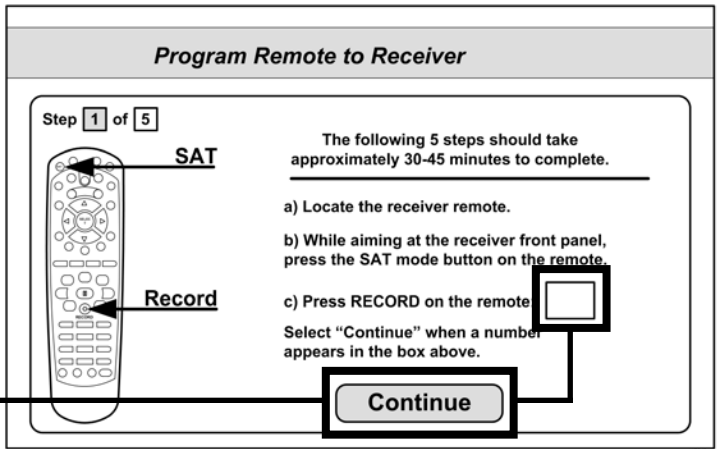 Program Remote to Receiver
Step 1 of 5
SAT
Record
RECORD
The following 5 steps should take
approximately 30-45 minutes to complete.
a) Locate the receiver remote.
b) While aiming at the receiver front panel,
press the SAT mode button on the remote.
c) Press RECORD on the remote
Select “Continue” when a number
appears in the box above.
Continue